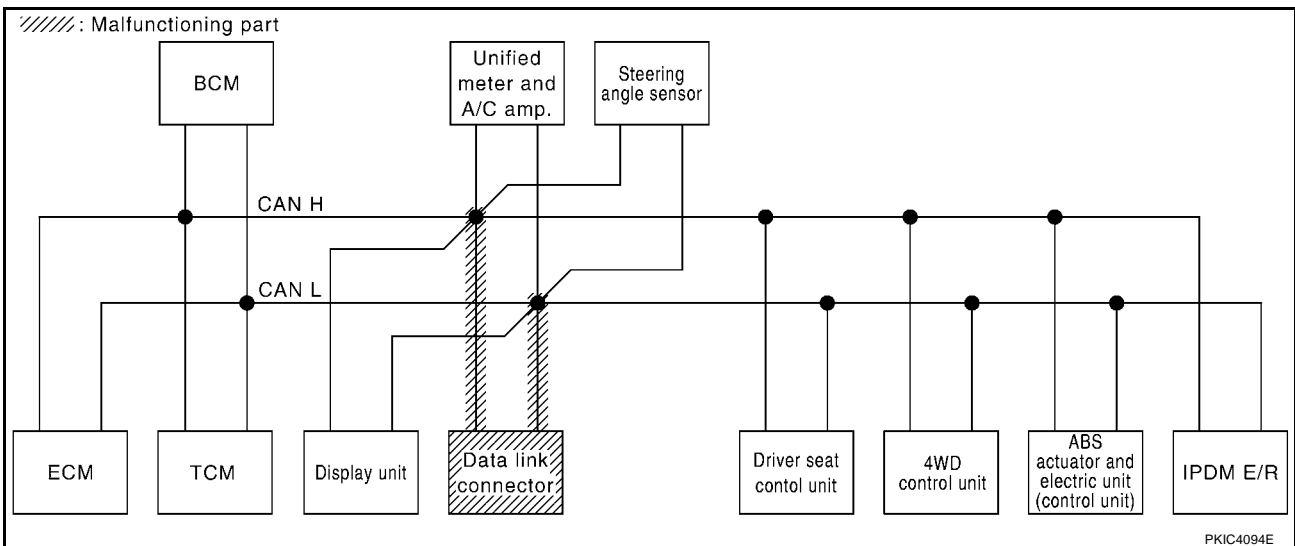 : Malfunctioning part
BCM
Unified
meter and
A/C amp.
Steering
angle sensor
CAN H
CAN L
ECM
TCM
Display unit
Data link
connector
Driver seat
contol unit
4WD
control unit
ABS
actuator and
electric unit
(control unit)
IPDM E/R
PKIC4094E